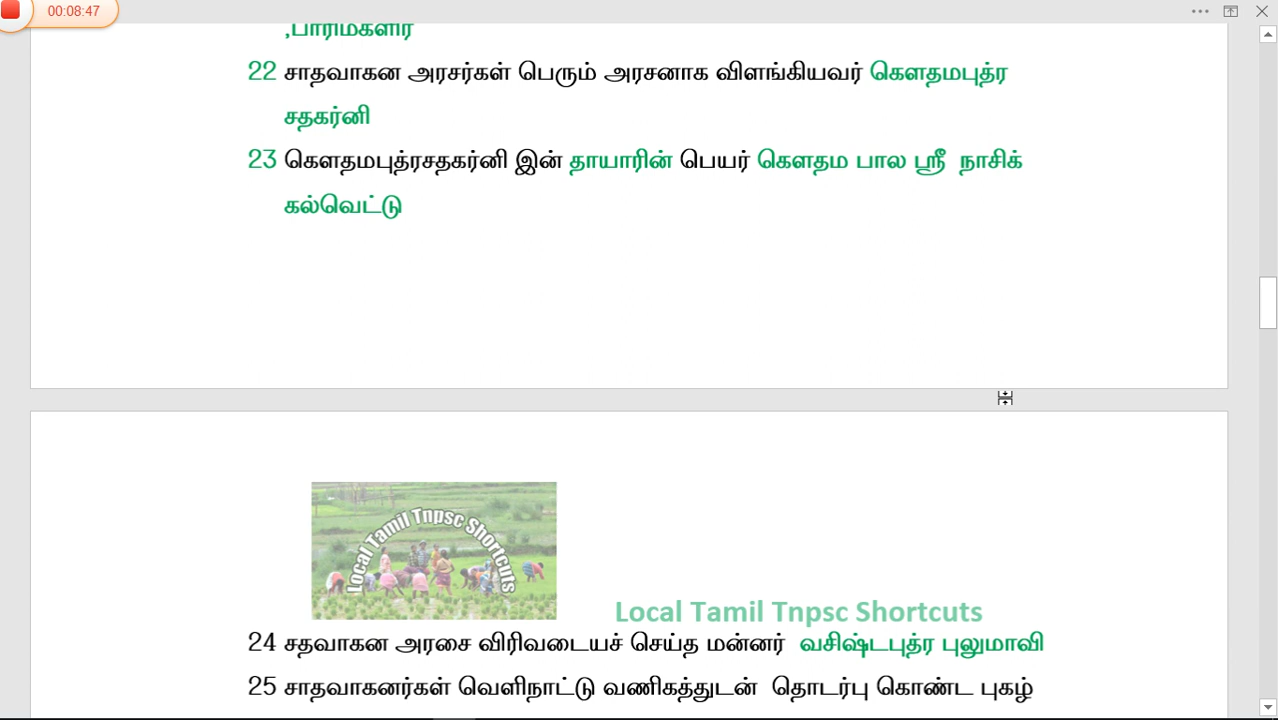 00:08:47
,பாரிமகளிர்
22 சாதவாகன அரசர்கள் பெரும் அரசனாக விளங்கியவர் கௌதமபுத்ர
சதகர்னி
23 கௌதமபுத்ரசதகர்னி இன் தாயாரின் பெயர் கௌதம பால ஸ்ரீ நாசிக்
கல்வெட்டு
Local Tamil Tnpsc Shortcuts
Local Tamil Tnpsc Shortcuts
24 சதவாகன அரசை விரிவடையச் செய்த மன்னர் வசிஷ்டபுத்ர புலுமாவி
25 சாதவாகனர்கள் வெளிநாட்டு வணிகத்துடன் தொடர்பு கொண்ட புகழ்